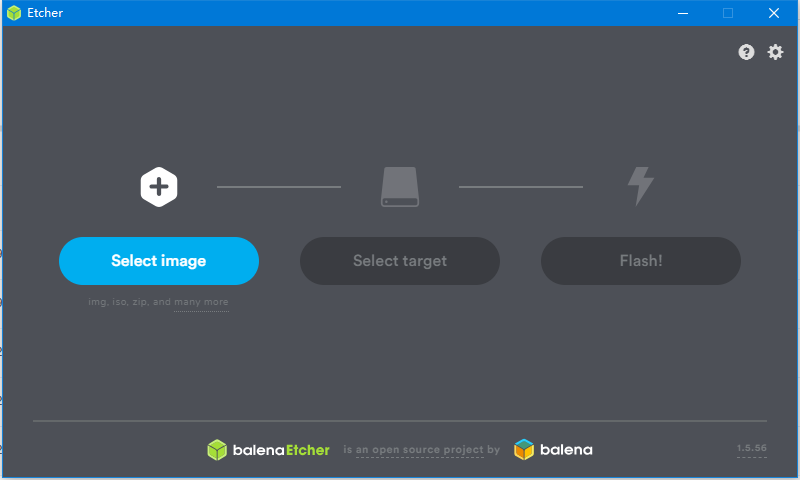 Etcher
Select image
Select target
Flash!
img, iso, zip, and many more
balenaEtcher is an open source project by balena
1.5.56